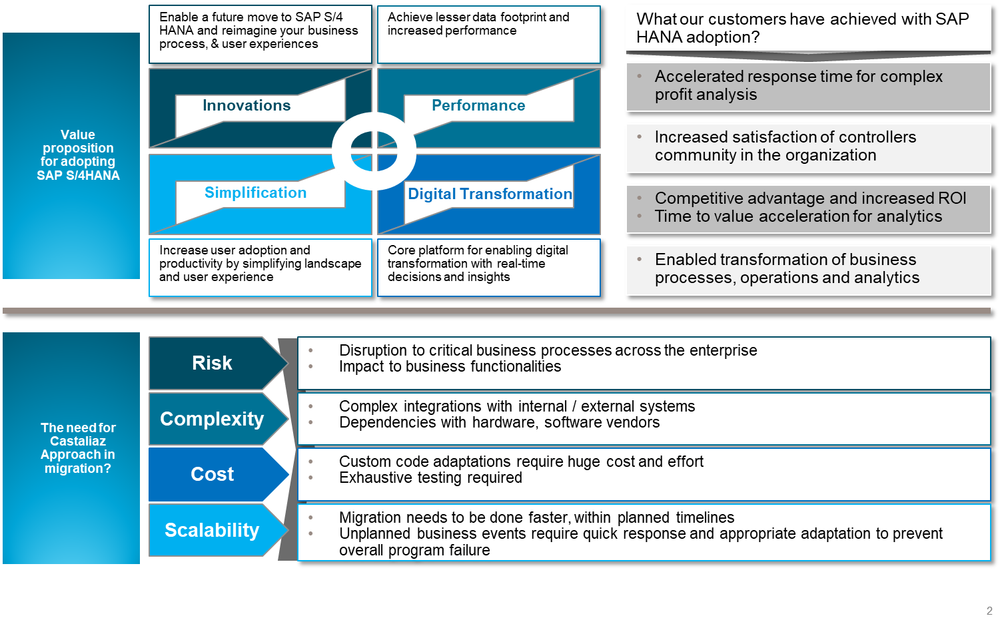 Value
proposition
for adopting
SAP S/4HANA
Enable a future move to SAP S/4
HANA and reimagine your business
process, & user experiences
Achieve lesser data footprint and
increased performance
Innovations
Performance
Simplification
Digital Transformation
Increase user adoption and
productivity by simplifying landscape
and user experience
Core platform for enabling digital
transformation with real-time
decisions and insights
What our customers have achieved with SAP
HANA adoption?
• Accelerated response time for complex
profit analysis
• Increased satisfaction of controllers
community in the organization
• Competitive advantage and increased ROI
• Time to value acceleration for analytics
• Enabled transformation of business
processes, operations and analytics
The need for
Castaliaz
Approach in
migration?
Risk
• Disruption to critical business processes across the enterprise
• Impact to business functionalities
Complexity
• Complex integrations with internal / external systems
• Dependencies with hardware, software vendors
Cost
• Custom code adaptations require huge cost and effort
• Exhaustive testing required
Scalability
• Migration needs to be done faster, within planned timelines
• Unplanned business events require quick response and appropriate adaptation to prevent
overall program failure
2